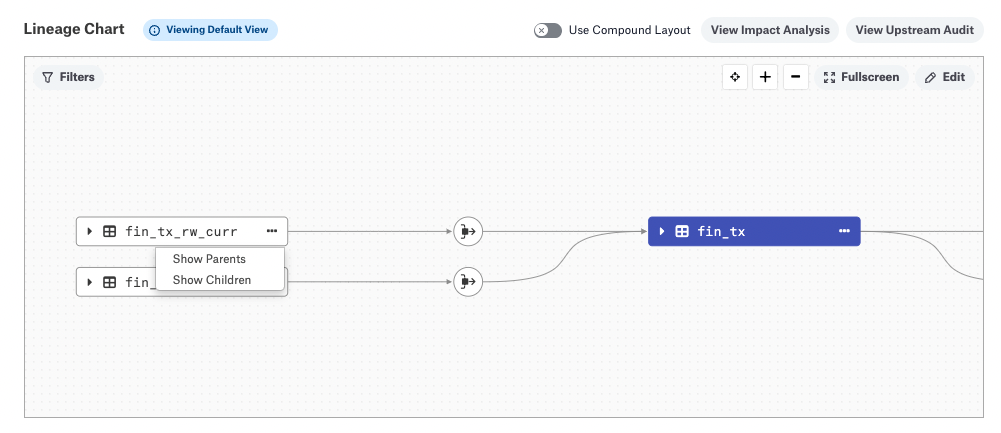 Lineage Chart
Viewing Default View
Use Compound Layout
View Impact Analysis
View Upstream Audit
Filters
Fullscreen
Edit
fin_tx_rw_curr
Show Parents
Show Children
fin_
fin_tx